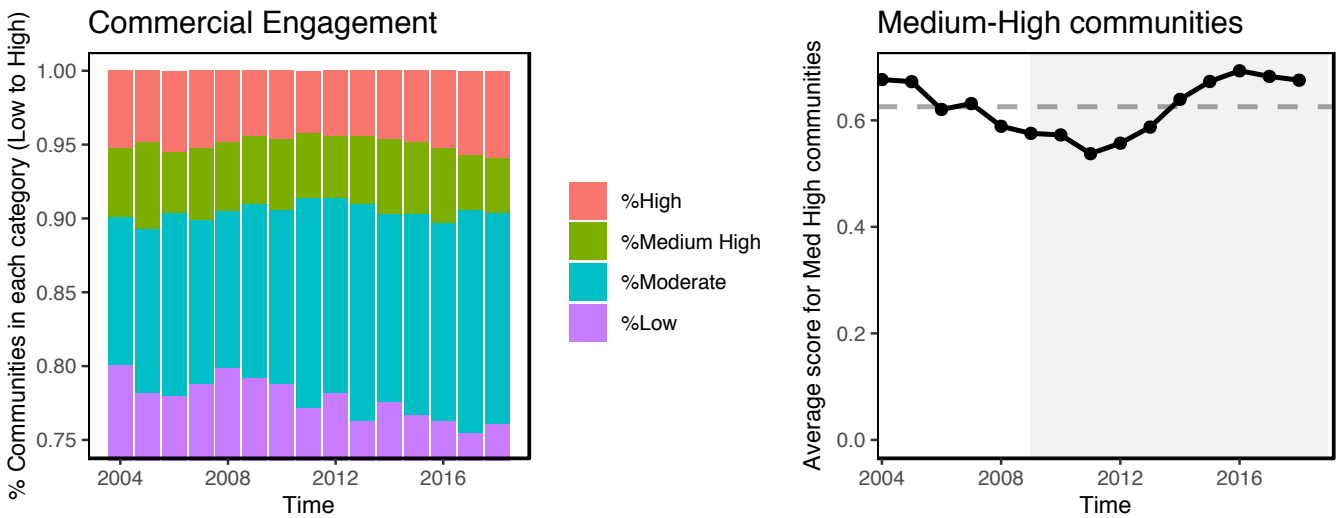 Commercial Engagement
% Communities in each category (Low to High)
1.00
0.95
0.90
0.85
0.80
0.75
2004
2008
2012
2016
Time
%High
%Medium High
%Moderate
%Low
Medium-High communities
Average score for Med High communities
0.6
0.4
0.2
0.0
2004
2008
2012
2016
Time